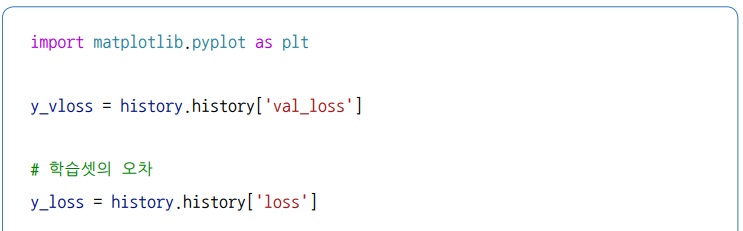 import matplotlib.pyplot as plt
y_vloss = history.history['val_loss']
# 학습셋의 오차
y_loss = history.history['loss']